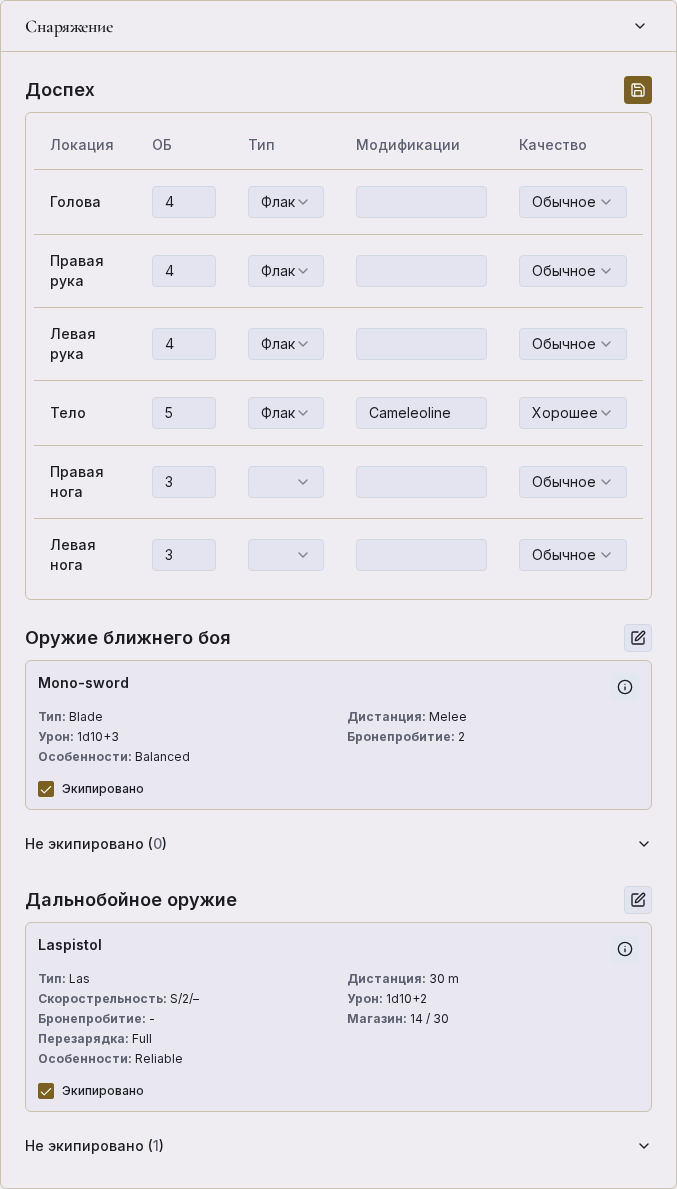 Снаряжение
Доспех
Локация ОБ Тип Модификации Качество
Голова 4 Флак Обычное
Правая
рука 4 Флак Обычное
Левая
рука 4 Флак Обычное
Тело 5 Флак Cameleoline Хорошее
Правая
нога 3 Обычное
Левая
нога 3 Обычное
Оружие ближнего боя
Mono-sword
Тип: Blade Дистанция: Melee
Урон: 1d10+3 Бронепробитие: 2
Особенности: Balanced
Экипировано
Не экипировано (0)
Дальнобойное оружие
Laspistol
Тип: Las Дистанция: 30 m
Скорострельность: S/2/– Урон: 1d10+2
Бронепробитие: - Магазин: 14 / 30
Перезарядка: Full
Особенности: Reliable
Экипировано
Не экипировано (1)